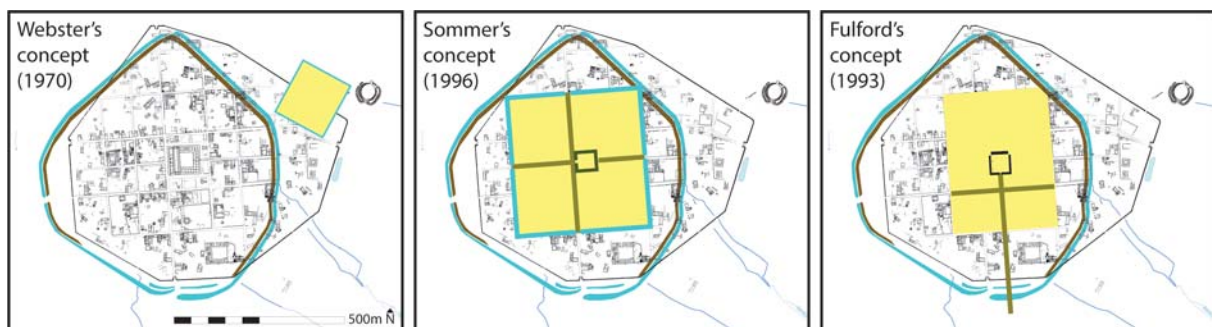 Webster's
concept
(1970)
500m N
Sommer's
concept
(1996)
Fulford's
concept
(1993)